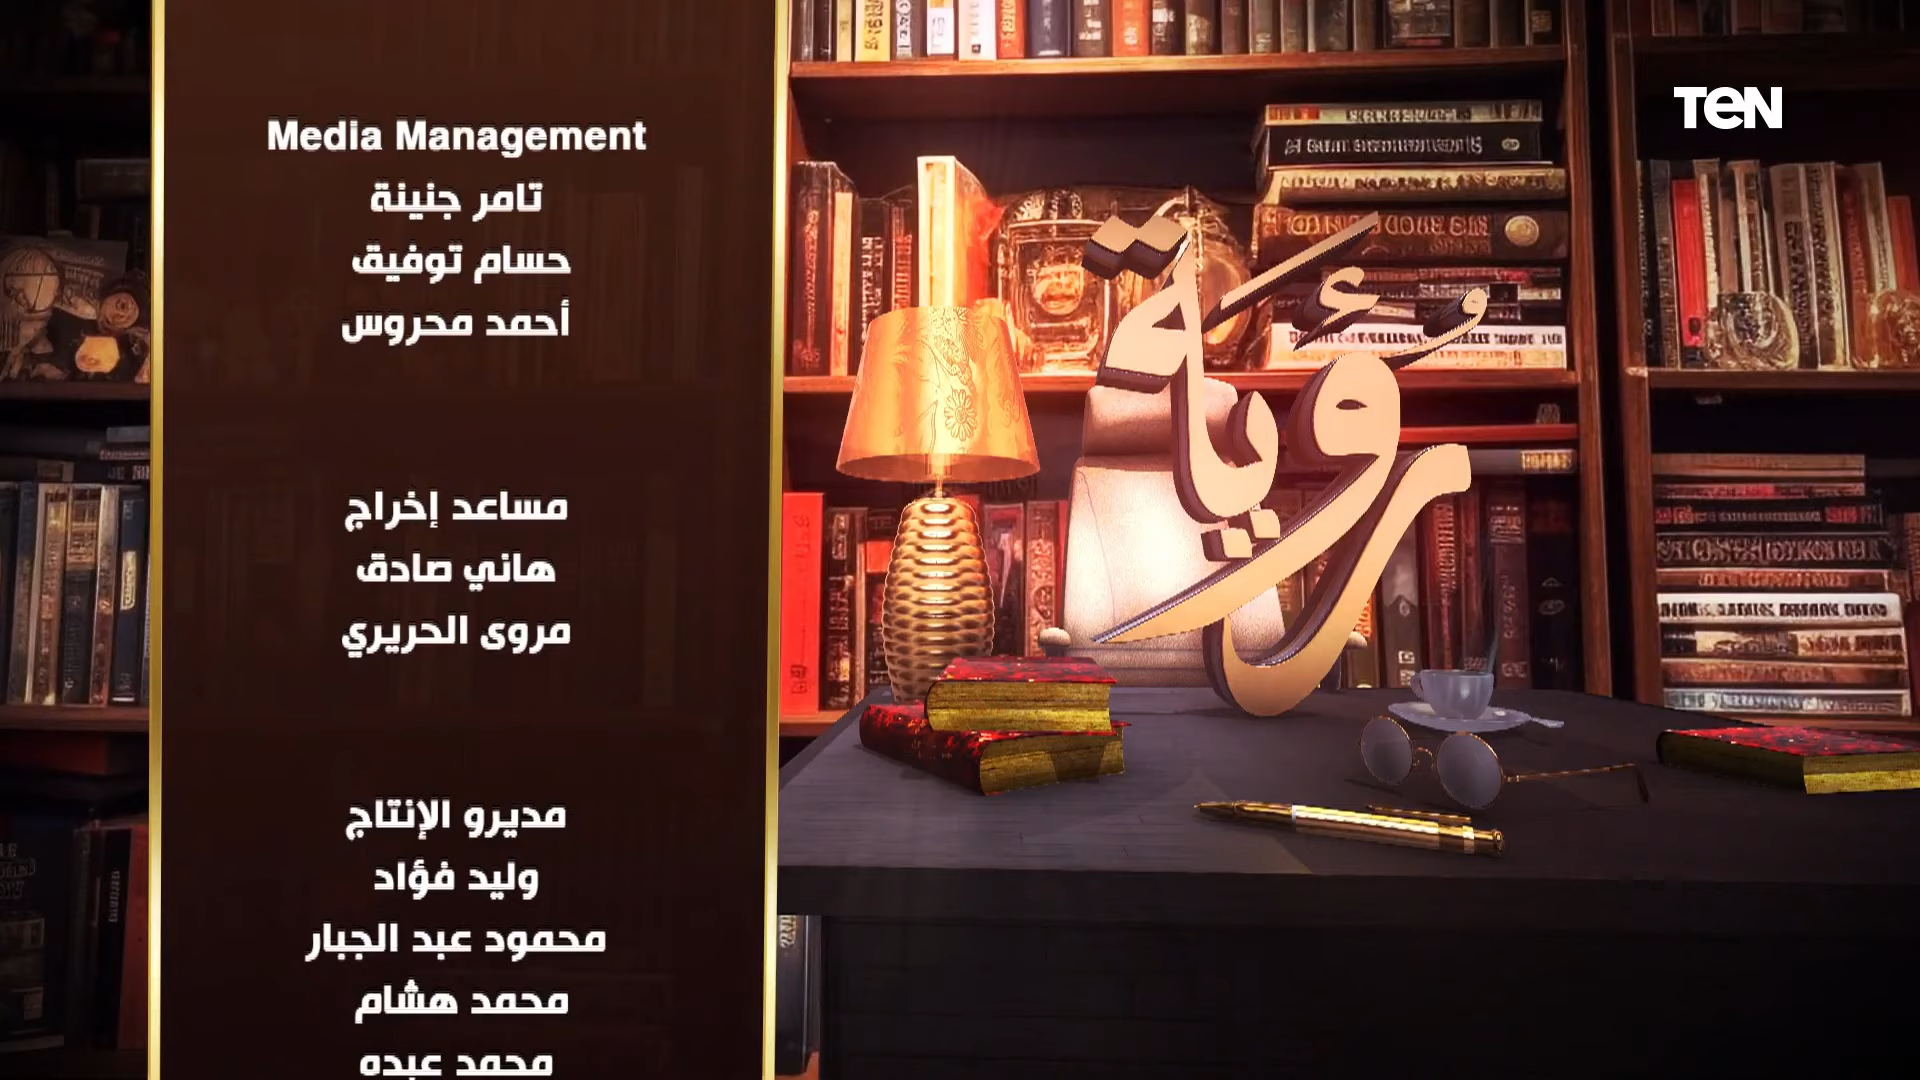 Media Management
تامر جنينة
حسام توفيق
أحمد محروس
مساعد إخراج
هاني صادق
مروى الحريري
مديرو الإنتاج
وليد فؤاد
محمود عبد الجبار
محمد هشام
محمد عبده
رُؤيَة
TeN